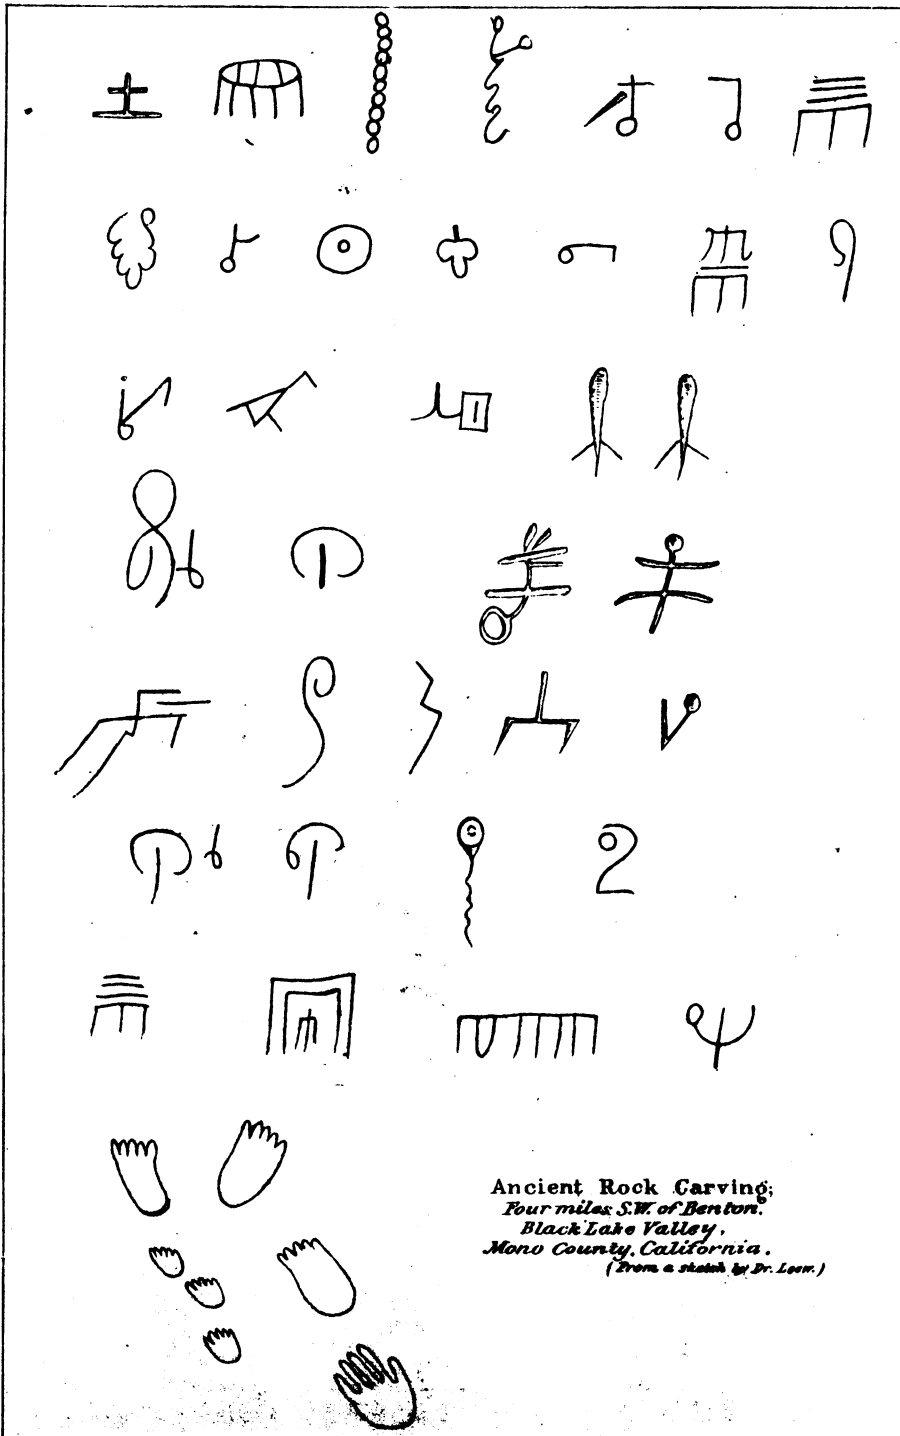 Ancient Rock Carving;
Four miles S.W. of Benton.
Black Lake Valley,
Mono County, California.
(From a sketch by Dr. Loew.)